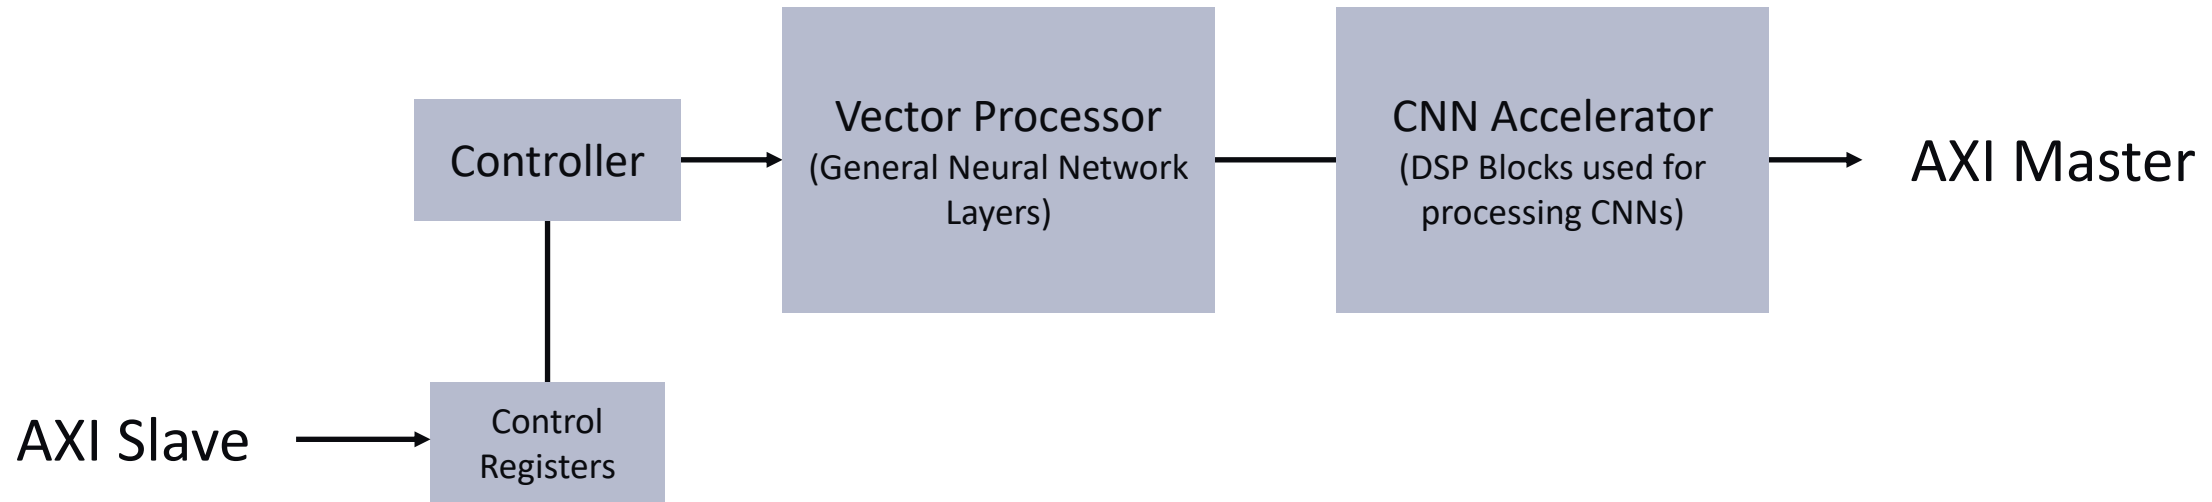 Controller
Vector Processor
(General Neural Network
Layers)
CNN Accelerator
(DSP Blocks used for
processing CNNs)
AXI Master
AXI Slave
Control
Registers